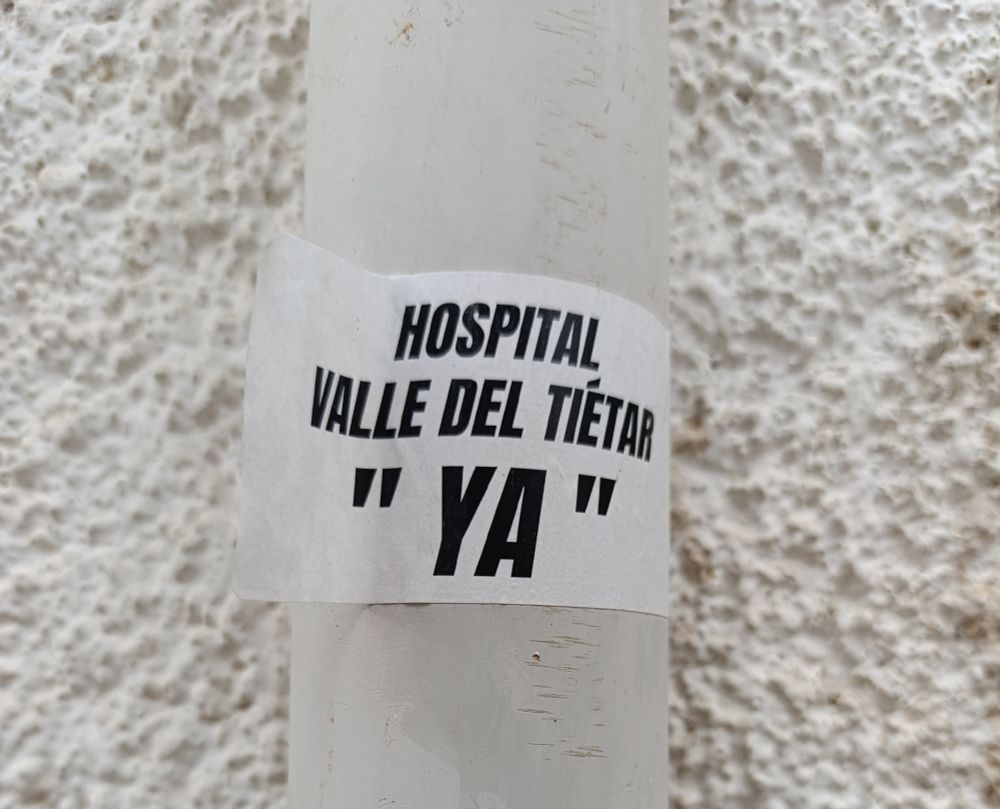 HOSPITAL
VALLE DEL TIÉTAR
" YA "